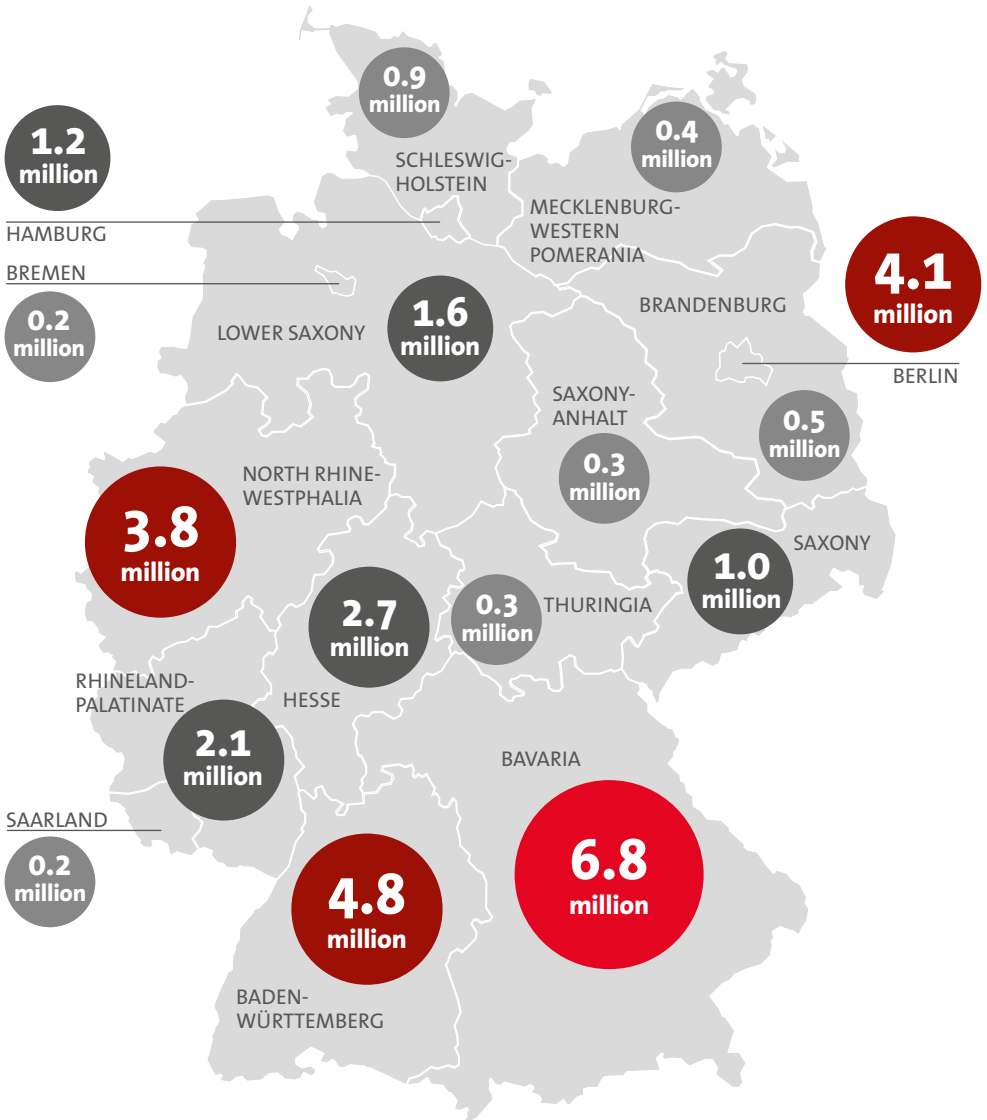 0.9
million
SCHLESWIG-
HOLSTEIN
0.4
million
MECKLENBURG-
WESTERN
POMERANIA
1.2
million
HAMBURG
BREMEN
0.2
million
LOWER SAXONY
1.6
million
BRANDENBURG
4.1
million
BERLIN
0.5
million
SAXONY-
ANHALT
0.3
million
NORTH RHINE-
WESTPHALIA
3.8
million
SAXONY
1.0
million
2.7
million
HESSE
0.3
million
THURINGIA
RHINELAND-
PALATINATE
2.1
million
SAARLAND
0.2
million
BAVARIA
6.8
million
4.8
million
BADEN-
WÜRTTEMBERG